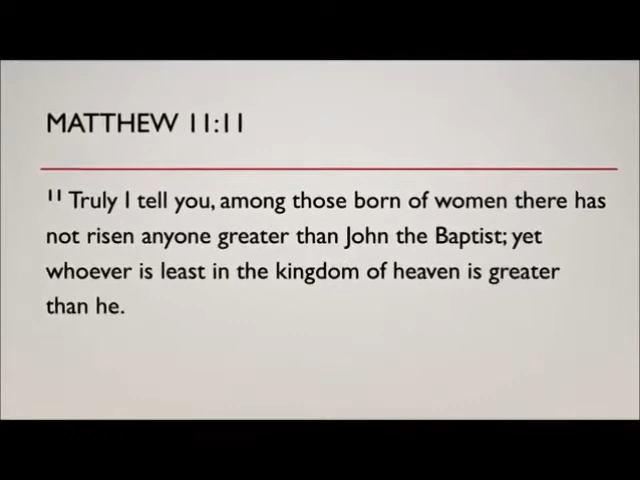 MATTHEW 11:11
11 Truly I tell you, among those born of women there has
not risen anyone greater than John the Baptist; yet
whoever is least in the kingdom of heaven is greater
than he.